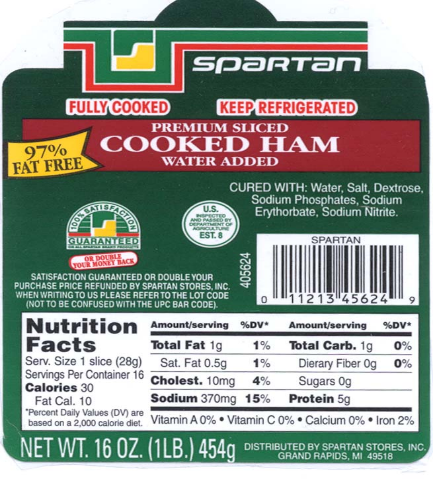 SPARTAN
FULLY COOKED KEEP REFRIGERATED
PREMIUM SLICED
COOKED HAM
WATER ADDED
97%
FAT FREE
CURED WITH: Water, Salt, Dextrose,
Sodium Phosphates, Sodium
Erythorbate, Sodium Nitrite.
100% SATISFACTION
GUARANTEED
ON ALL SPARTAN BRAND PRODUCTS
OR DOUBLE
YOUR MONEY BACK
U.S.
INSPECTED
AND PASSED BY
DEPARTMENT OF
AGRICULTURE
EST. 8
SATISFACTION GUARANTEED OR DOUBLE YOUR
PURCHASE PRICE REFUNDED BY SPARTAN STORES, INC.
WHEN WRITING TO US PLEASE REFER TO THE LOT CODE
(NOT TO BE CONFUSED WITH THE UPC BAR CODE).
405624
SPARTAN
0 11213 45624 9
Nutrition
Facts
Serv. Size 1 slice (28g)
Servings Per Container 16
Calories 30
Fat Cal. 10
*Percent Daily Values (DV) are
based on a 2,000 calorie diet.
Amount/serving %DV* Amount/serving %DV*
Total Fat 1g 1% Total Carb. 1g 0%
Sat. Fat 0.5g 1% Dierary Fiber 0g 0%
Cholest. 10mg 4% Sugars 0g
Sodium 370mg 15% Protein 5g
Vitamin A 0% • Vitamin C 0% • Calcium 0% • Iron 2%
NET WT. 16 OZ. (1LB.) 454g
DISTRIBUTED BY SPARTAN STORES, INC.
GRAND RAPIDS, MI 49518